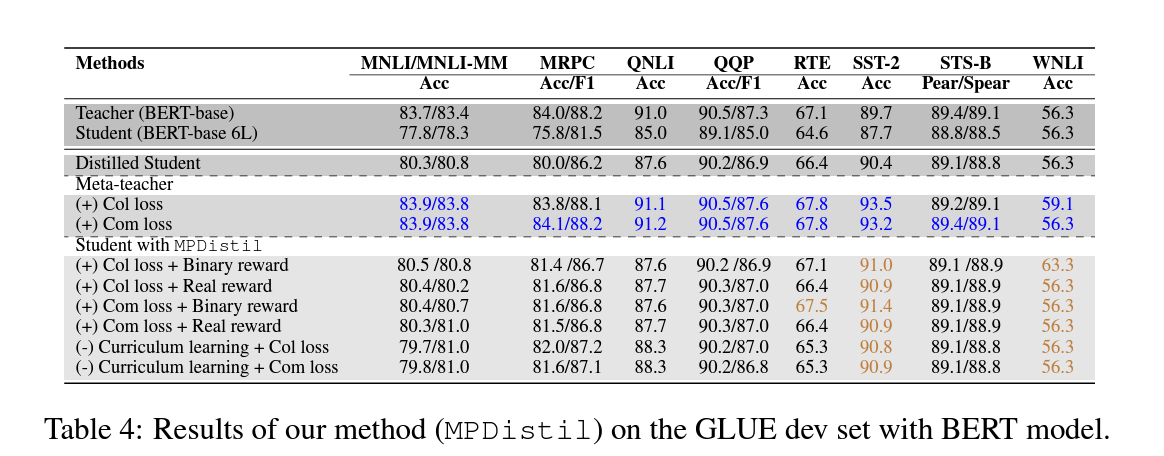 Methods MNLI/MNLI-MM MRPC QNLI QQP RTE SST-2 STS-B WNLI
Acc Acc/F1 Acc Acc/F1 Acc Acc Pear/Spear Acc
Teacher (BERT-base) 83.7/83.4 84.0/88.2 91.0 90.5/87.3 67.1 89.7 89.4/89.1 56.3
Student (BERT-base 6L) 77.8/78.3 75.8/81.5 85.0 89.1/85.0 64.6 87.7 88.8/88.5 56.3
Distilled Student 80.3/80.8 80.0/86.2 87.6 90.2/86.9 66.4 90.4 89.1/88.8 56.3
Meta-teacher
(+) Col loss 83.9/83.8 83.8/88.1 91.1 90.5/87.6 67.8 93.5 89.2/89.1 59.1
(+) Com loss 83.9/83.8 84.1/88.2 91.2 90.5/87.6 67.8 93.2 89.4/89.1 56.3
Student with MPDistil
(+) Col loss + Binary reward 80.5 /80.8 81.4 /86.7 87.6 90.2 /86.9 67.1 91.0 89.1 /88.9 63.3
(+) Col loss + Real reward 80.4/80.2 81.6/86.8 87.7 90.3/87.0 66.4 90.9 89.1/88.9 56.3
(+) Com loss + Binary reward 80.4/80.7 81.6/86.8 87.6 90.3/87.0 67.5 91.4 89.1/88.9 56.3
(+) Com loss + Real reward 80.3/81.0 81.5/86.8 87.7 90.3/87.0 66.4 90.9 89.1/88.9 56.3
(-) Curriculum learning + Col loss 79.7/81.0 82.0/87.2 88.3 90.2/87.0 65.3 90.8 89.1/88.8 56.3
(-) Curriculum learning + Com loss 79.8/81.0 81.6/87.1 88.3 90.2/86.8 65.3 90.9 89.1/88.8 56.3
Table 4: Results of our method (MPDistil) on the GLUE dev set with BERT model.